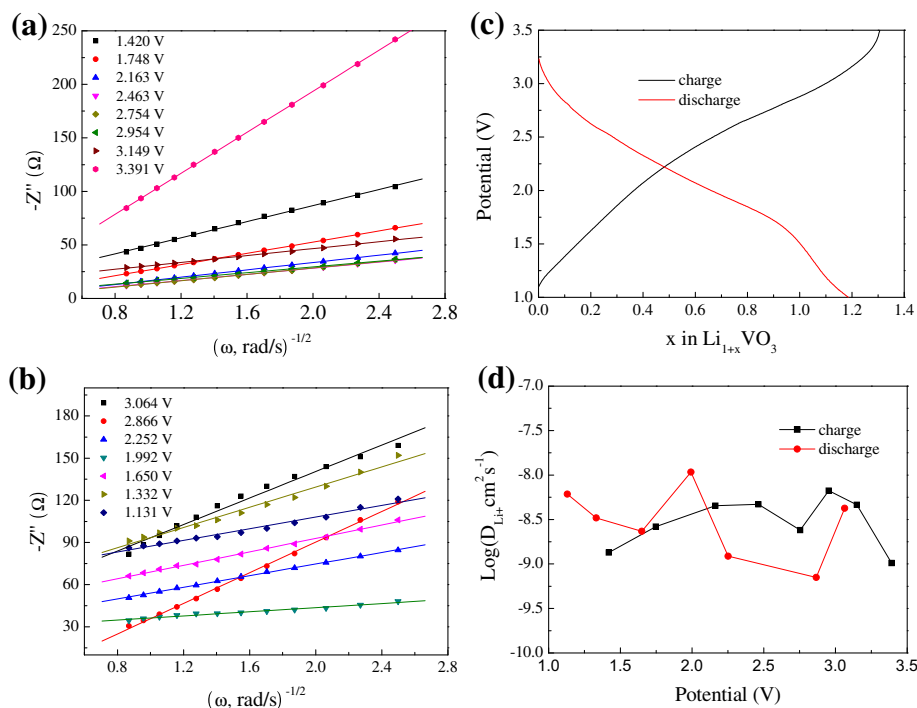 (a)
250
200
150
100
50
0
-Z'' (Ω)
1.420 V
1.748 V
2.163 V
2.463 V
2.754 V
2.954 V
3.149 V
3.391 V
0.8 1.2 1.6 2.0 2.4 2.8
(ω, rad/s) -1/2
(c)
3.5
3.0
2.5
2.0
1.5
1.0
Potential (V)
charge
discharge
0.0 0.2 0.4 0.6 0.8 1.0 1.2 1.4
x in Li1+xVO3
(b)
180
150
120
90
60
30
-Z'' (Ω)
3.064 V
2.866 V
2.252 V
1.992 V
1.650 V
1.332 V
1.131 V
0.4 0.8 1.2 1.6 2.0 2.4 2.8
(ω, rad/s) -1/2
(d)
-7.0
-7.5
-8.0
-8.5
-9.0
-9.5
-10.0
Log(DLi+cm2s-1)
charge
discharge
1.0 1.5 2.0 2.5 3.0 3.5
Potential (V)